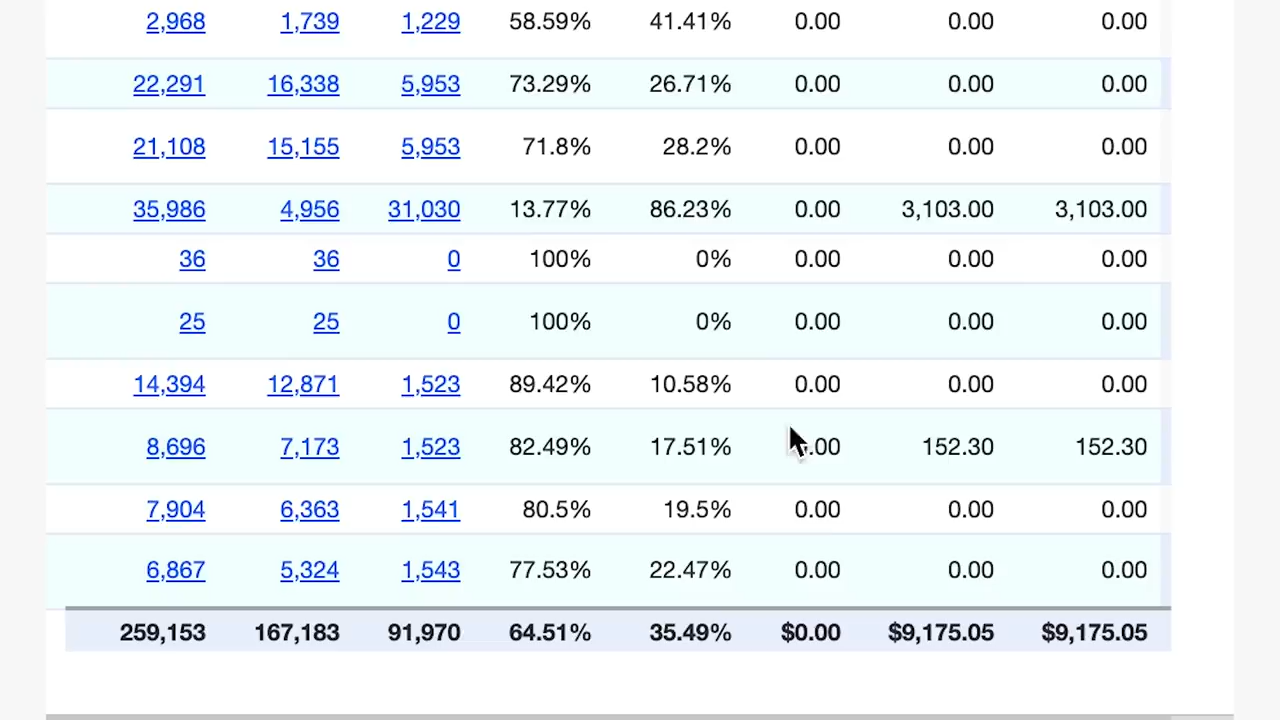 2,968 1,739 1,229 58.59% 41.41% 0.00 0.00 0.00
22,291 16,338 5,953 73.29% 26.71% 0.00 0.00 0.00
21,108 15,155 5,953 71.8% 28.2% 0.00 0.00 0.00
35,986 4,956 31,030 13.77% 86.23% 0.00 3,103.00 3,103.00
36 36 0 100% 0% 0.00 0.00 0.00
25 25 0 100% 0% 0.00 0.00 0.00
14,394 12,871 1,523 89.42% 10.58% 0.00 0.00 0.00
8,696 7,173 1,523 82.49% 17.51% .00 152.30 152.30
7,904 6,363 1,541 80.5% 19.5% 0.00 0.00 0.00
6,867 5,324 1,543 77.53% 22.47% 0.00 0.00 0.00
259,153 167,183 91,970 64.51% 35.49% $0.00 $9,175.05 $9,175.05